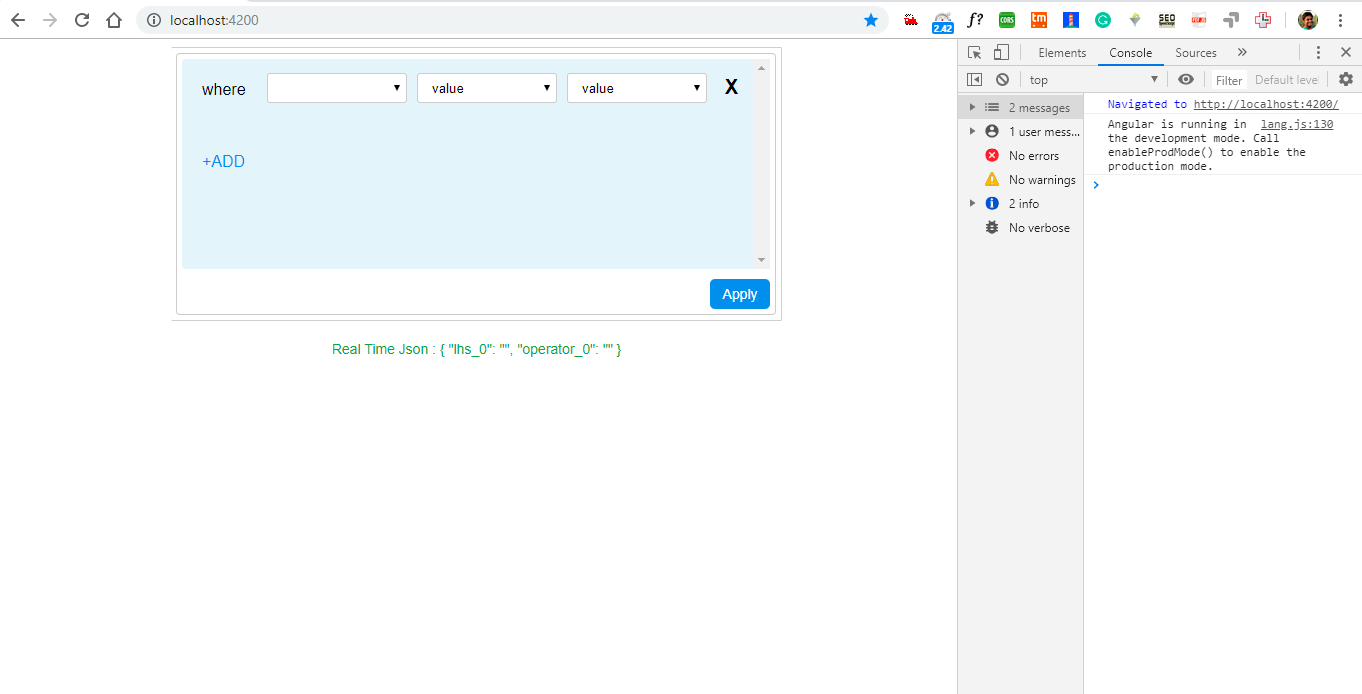 localhost:4200
2.42
f?
CORS
tm
SEO
Elements Console Sources
top
Filter Default leve
where value value X
+ADD
Apply
Real Time Json : { "lhs_0": "", "operator_0": "" }
2 messages
1 user mess...
No errors
No warnings
2 info
No verbose
Navigated to http://localhost:4200/
Angular is running in lang.js:130
the development mode. Call
enableProdMode() to enable the
production mode.